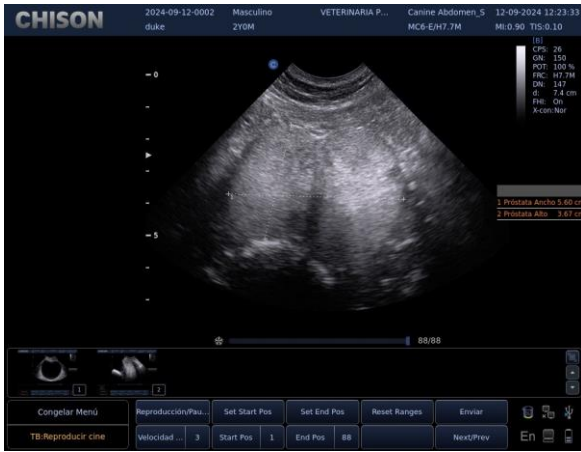 CHISON
2024-09-12-0002 Masculino VETERINARIA P... Canine Abdomen_S 12-09-2024 12:23:33
duke 2Y0M MC6-E/H7.7M MI:0.90 TIS:0.10
C
[B]
CPS: 26
GN: 150
POT: 100 %
FRC: H7.7M
DN: 147
d: 7.4 cm
FHI: On
X-con:Nor
0
5
1
1 Próstata Ancho 5.60 cm
2 Próstata Alto 3.67 cm
88/88
1 2
Congelar Menú Reproducción/Pau... Set Start Pos Set End Pos Reset Ranges Enviar
TB:Reproducir cine Velocidad ... 3 Start Pos 1 End Pos 88 Next/Prev En